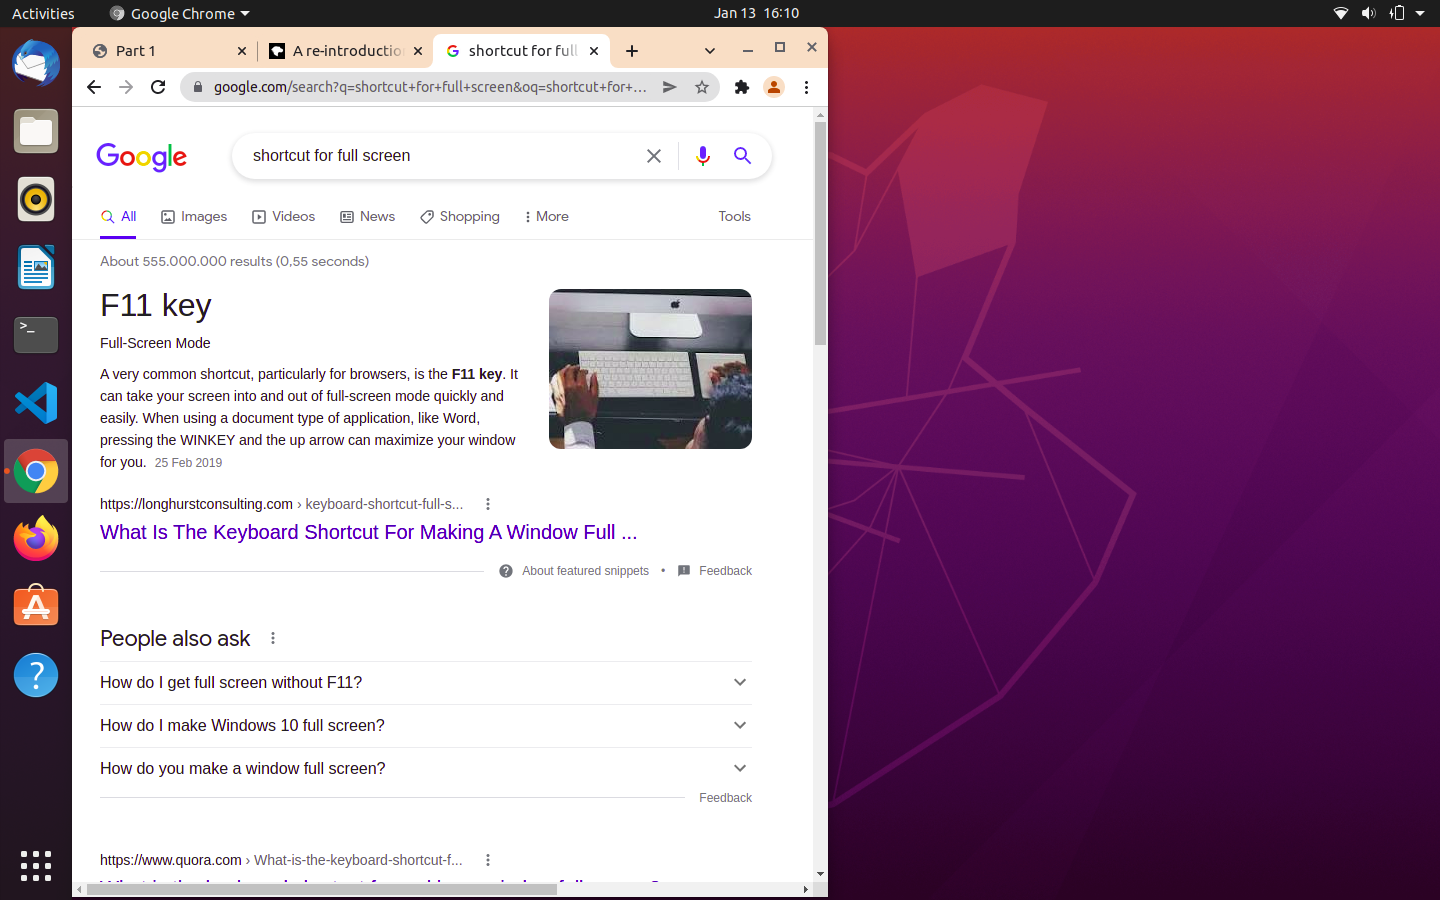 Activities
Google Chrome
Jan 13 16:10
Part 1
A re-introductio
shortcut for full
google.com/search?q=shortcut+for+full+screen&oq=shortcut+for+...
Google
shortcut for full screen
All
Images
Videos
News
Shopping
More
Tools
About 555.000.000 results (0,55 seconds)
F11 key
Full-Screen Mode
A very common shortcut, particularly for browsers, is the F11 key. It
can take your screen into and out of full-screen mode quickly and
easily. When using a document type of application, like Word,
pressing the WINKEY and the up arrow can maximize your window
for you. 25 Feb 2019
https://longhurstconsulting.com › keyboard-shortcut-full-s...
What Is The Keyboard Shortcut For Making A Window Full ...
About featured snippets • Feedback
People also ask
How do I get full screen without F11?
How do I make Windows 10 full screen?
How do you make a window full screen?
Feedback
https://www.quora.com › What-is-the-keyboard-shortcut-f...